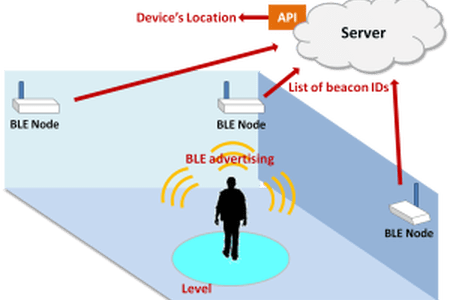 Device's Location
API
Server
List of beacon IDs
BLE Node
BLE Node
BLE advertising
BLE Node
Level